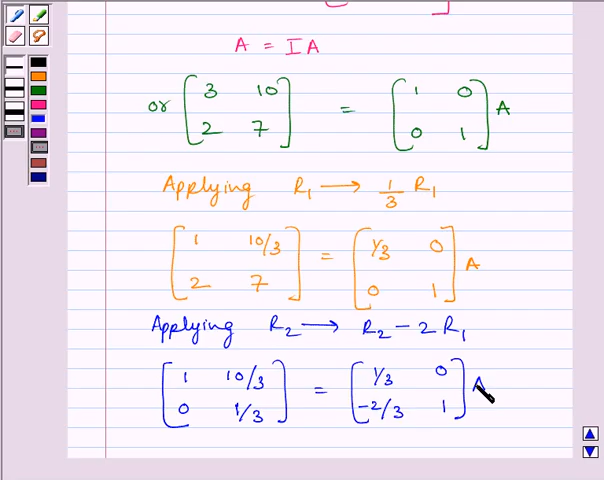 A = IA
or [3 10 = [1 0
2 7] 0 1] A
Applying R₁ → 1/3 R₁
[1 10/3 = [1/3 0
2 7] 0 1] A
Applying R₂ → R₂ - 2 R₁
[1 10/3 = [1/3 0
0 1/3] -2/3 1] A